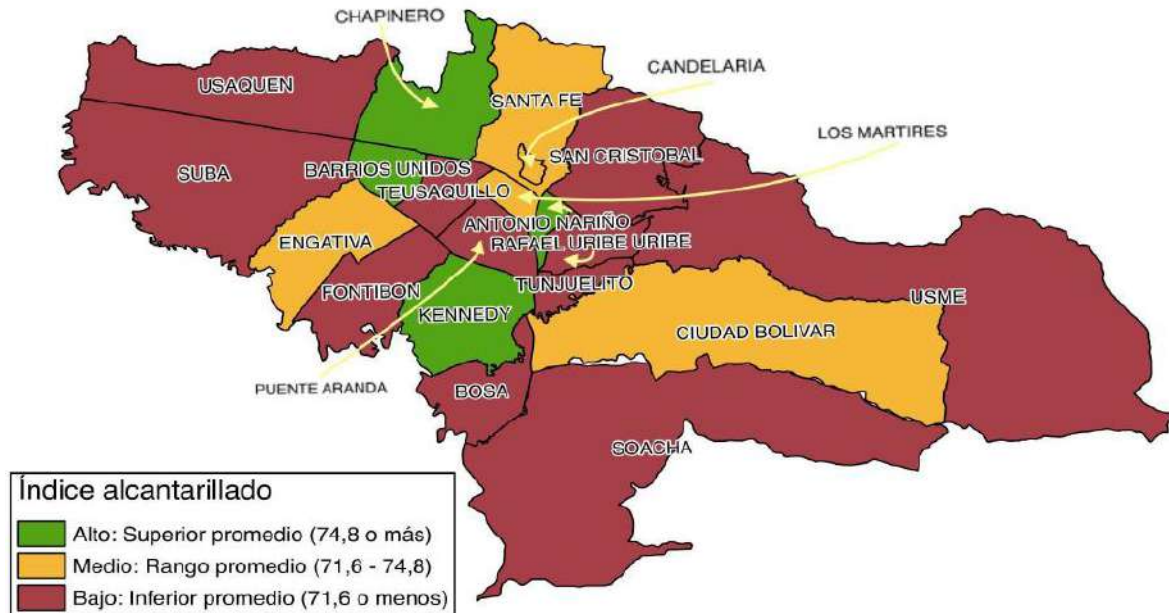 CHAPINERO
CANDELARIA
USAQUEN
SANTA FE
LOS MARTIRES
SAN CRISTOBAL
SUBA
BARRIOS UNIDOS
TEUSAQUILLO
ANTONIO NARIÑO
ENGATIVA
RAFAEL URIBE URIBE
FONTIBON
TUNJUELITO
USME
KENNEDY
CIUDAD BOLIVAR
PUENTE ARANDA
BOSA
SOACHA
Índice alcantarillado
Alto: Superior promedio (74,8 o más)
Medio: Rango promedio (71,6 - 74,8)
Bajo: Inferior promedio (71,6 o menos)